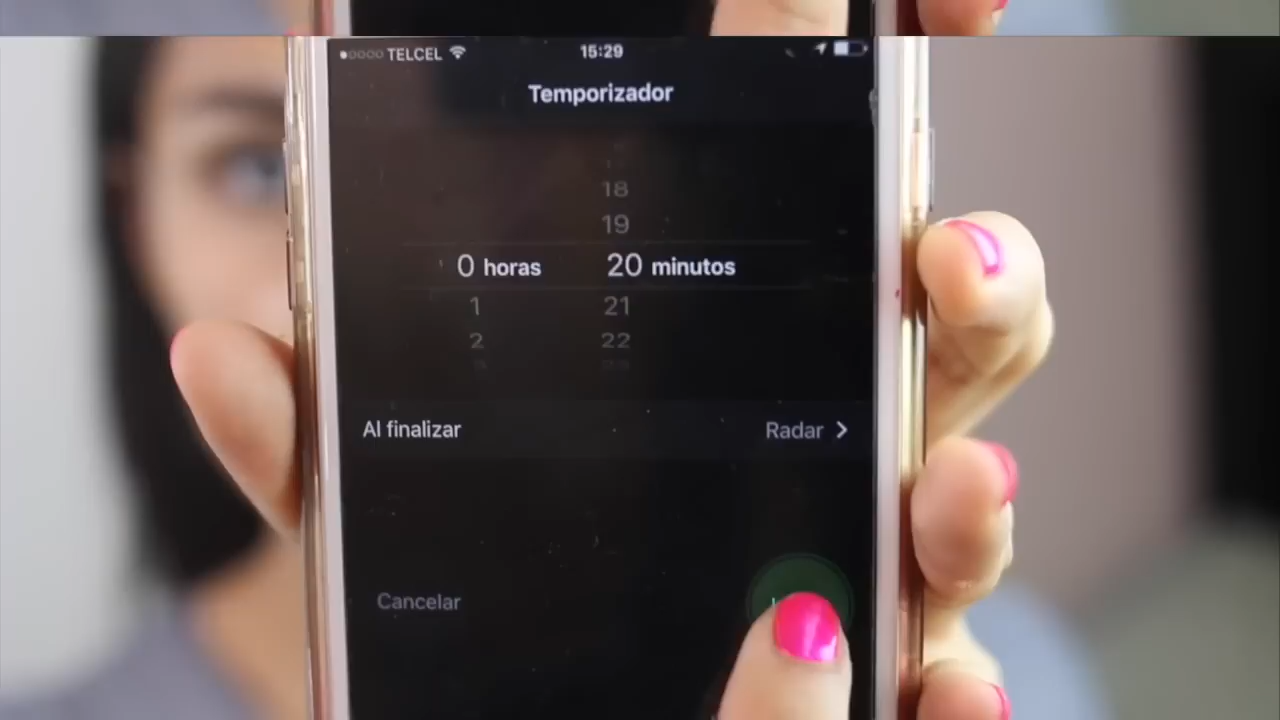 TELCEL 15:29
Temporizador
18
19
0 horas 20 minutos
1 21
2 22
Al finalizar Radar >
Cancelar